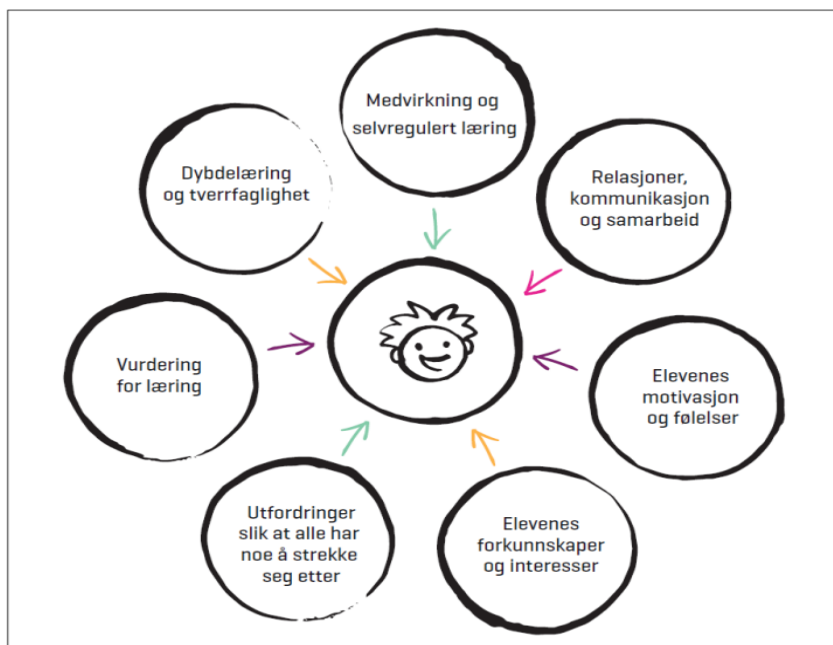 Medvirkning og
selvregulert læring
Dybdelæring
og tverrfaglighet
Relasjoner,
kommunikasjon
og samarbeid
Vurdering
for læring
Elevenes
motivasjon
og følelser
Utfordringer
slik at alle har
noe å strekke
seg etter
Elevenes
forkunnskaper
og interesser